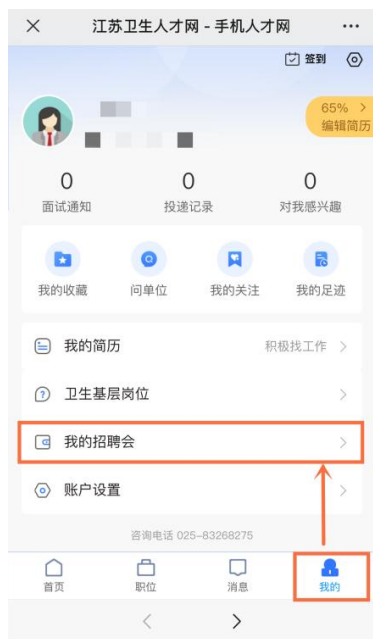 江苏卫生人才网 - 手机人才网
签到
65%
编辑简历
0 0 0
面试通知 投递记录 对我感兴趣
我的收藏 问单位 我的关注 我的足迹
我的简历 积极找工作
卫生基层岗位
我的招聘会
账户设置
咨询电话 025-83268275
首页 职位 消息 我的